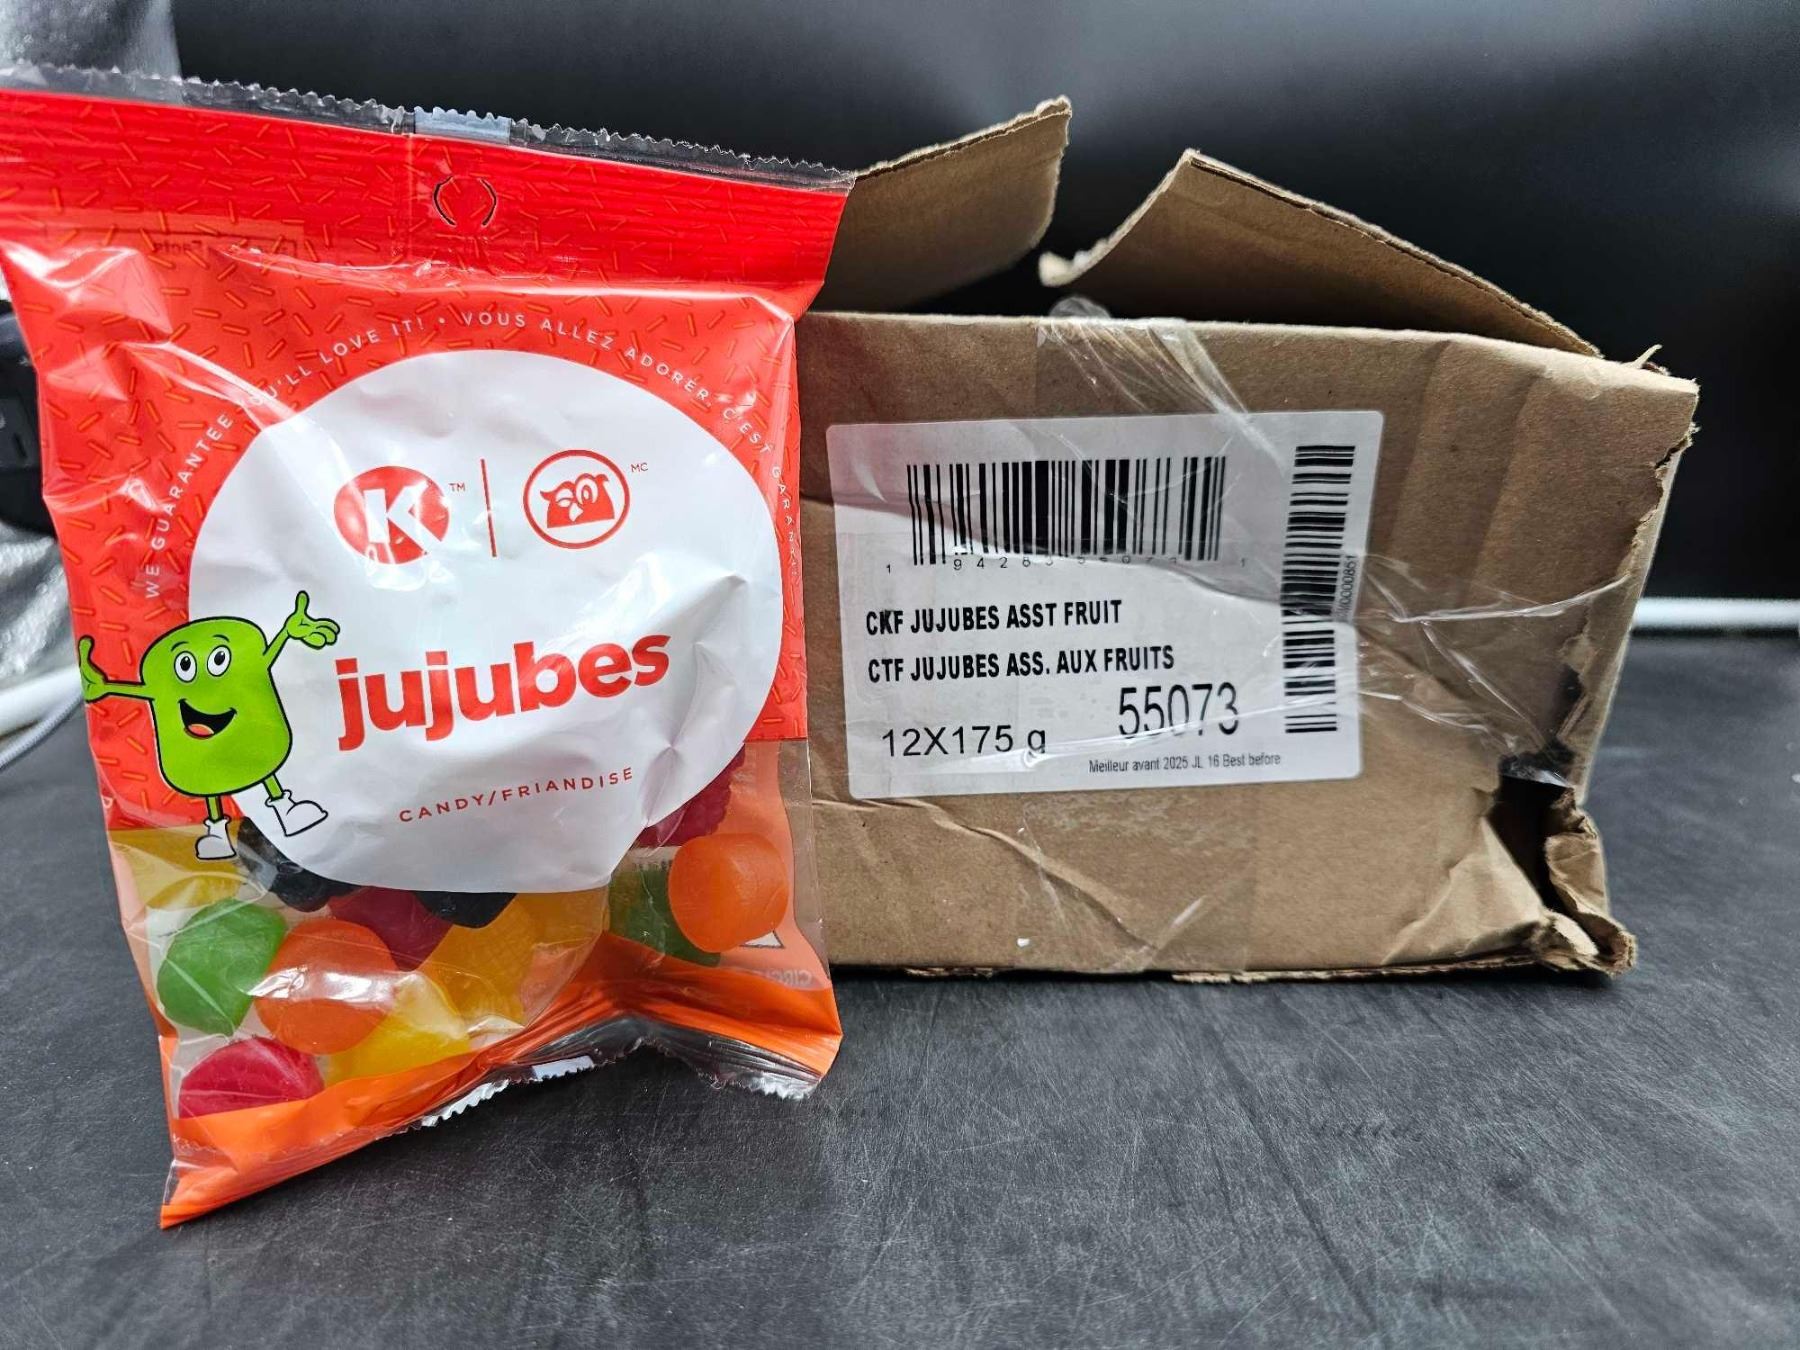 WE GUARANTEE YOU'LL LOVE IT! • VOUS ALLEZ ADORER, C'EST GARANTI!
K TM
MC
jujubes
CANDY/FRIANDISE
CKF JUJUBES ASST FRUIT
CTF JUJUBES ASS. AUX FRUITS
12X175 g
55073
Meilleur avant 2025 JL 16 Best before